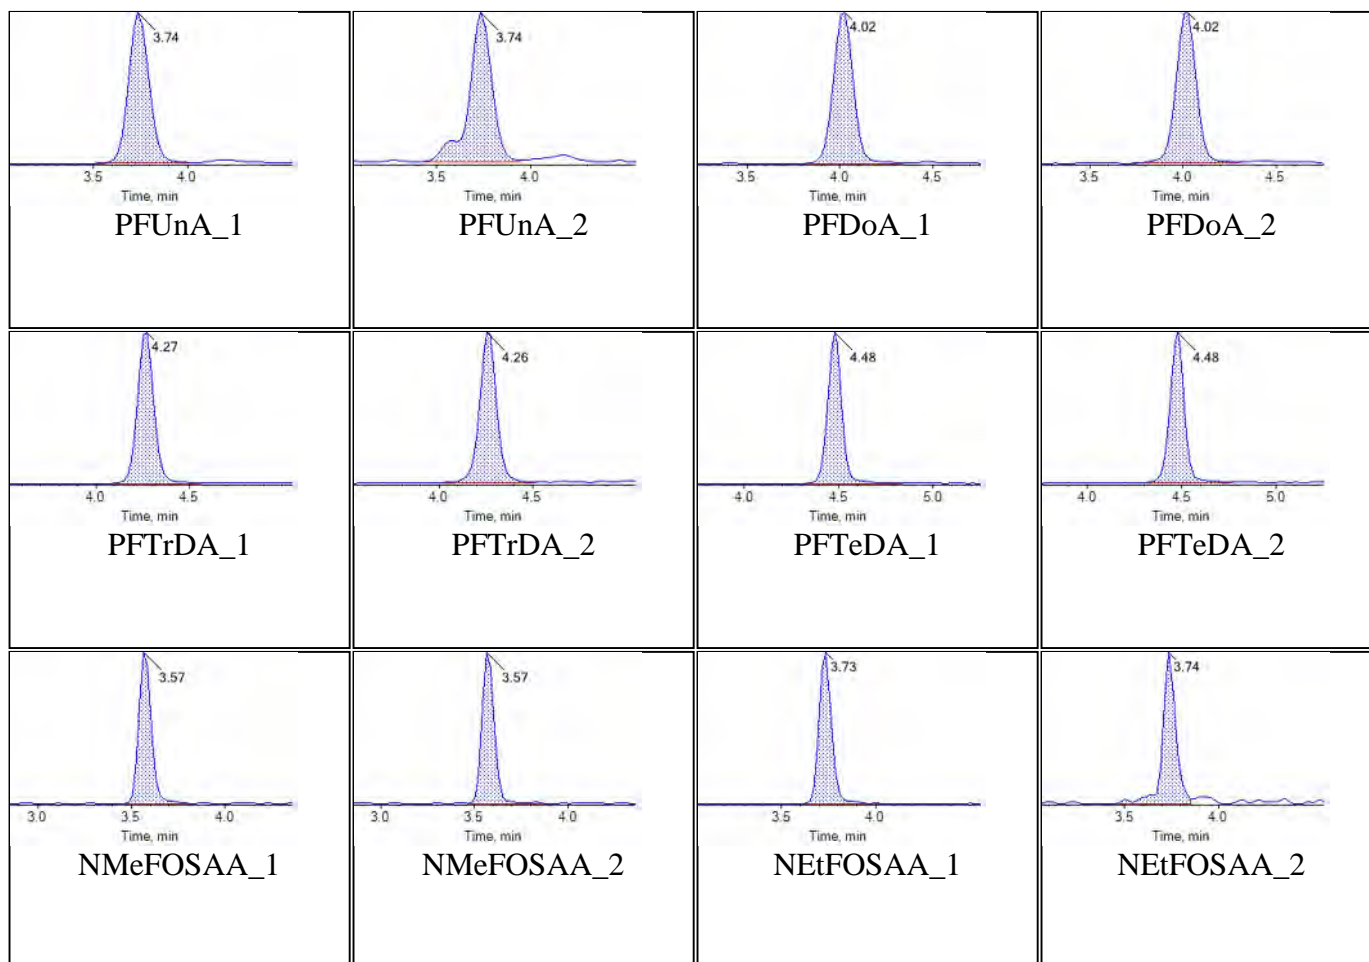 3.74
3.5 4.0
Time, min
PFUnA_1
3.74
3.5 4.0
Time, min
PFUnA_2
4.02
3.5 4.0 4.5
Time, min
PFDoA_1
4.02
3.5 4.0 4.5
Time, min
PFDoA_2
4.27
4.0 4.5
Time, min
PFTrDA_1
4.26
4.0 4.5
Time, min
PFTrDA_2
4.48
4.0 4.5 5.0
Time, min
PFTeDA_1
4.48
4.0 4.5 5.0
Time, min
PFTeDA_2
3.57
3.0 3.5 4.0
Time, min
NMeFOSAA_1
3.57
3.0 3.5 4.0
Time, min
NMeFOSAA_2
3.73
3.5 4.0
Time, min
NEtFOSAA_1
3.74
3.5 4.0
Time, min
NEtFOSAA_2